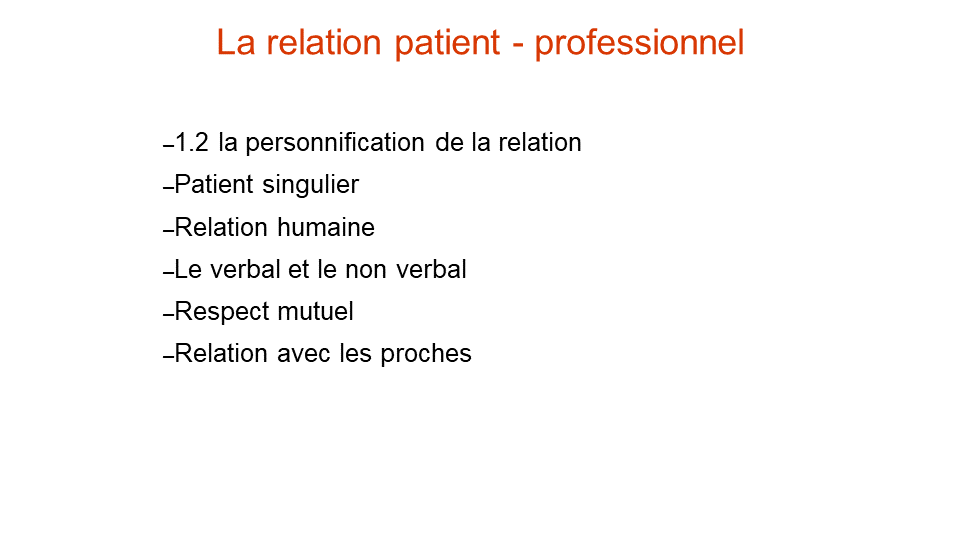 La relation patient - professionnel
–1.2 la personnification de la relation
–Patient singulier
–Relation humaine
–Le verbal et le non verbal
–Respect mutuel
–Relation avec les proches